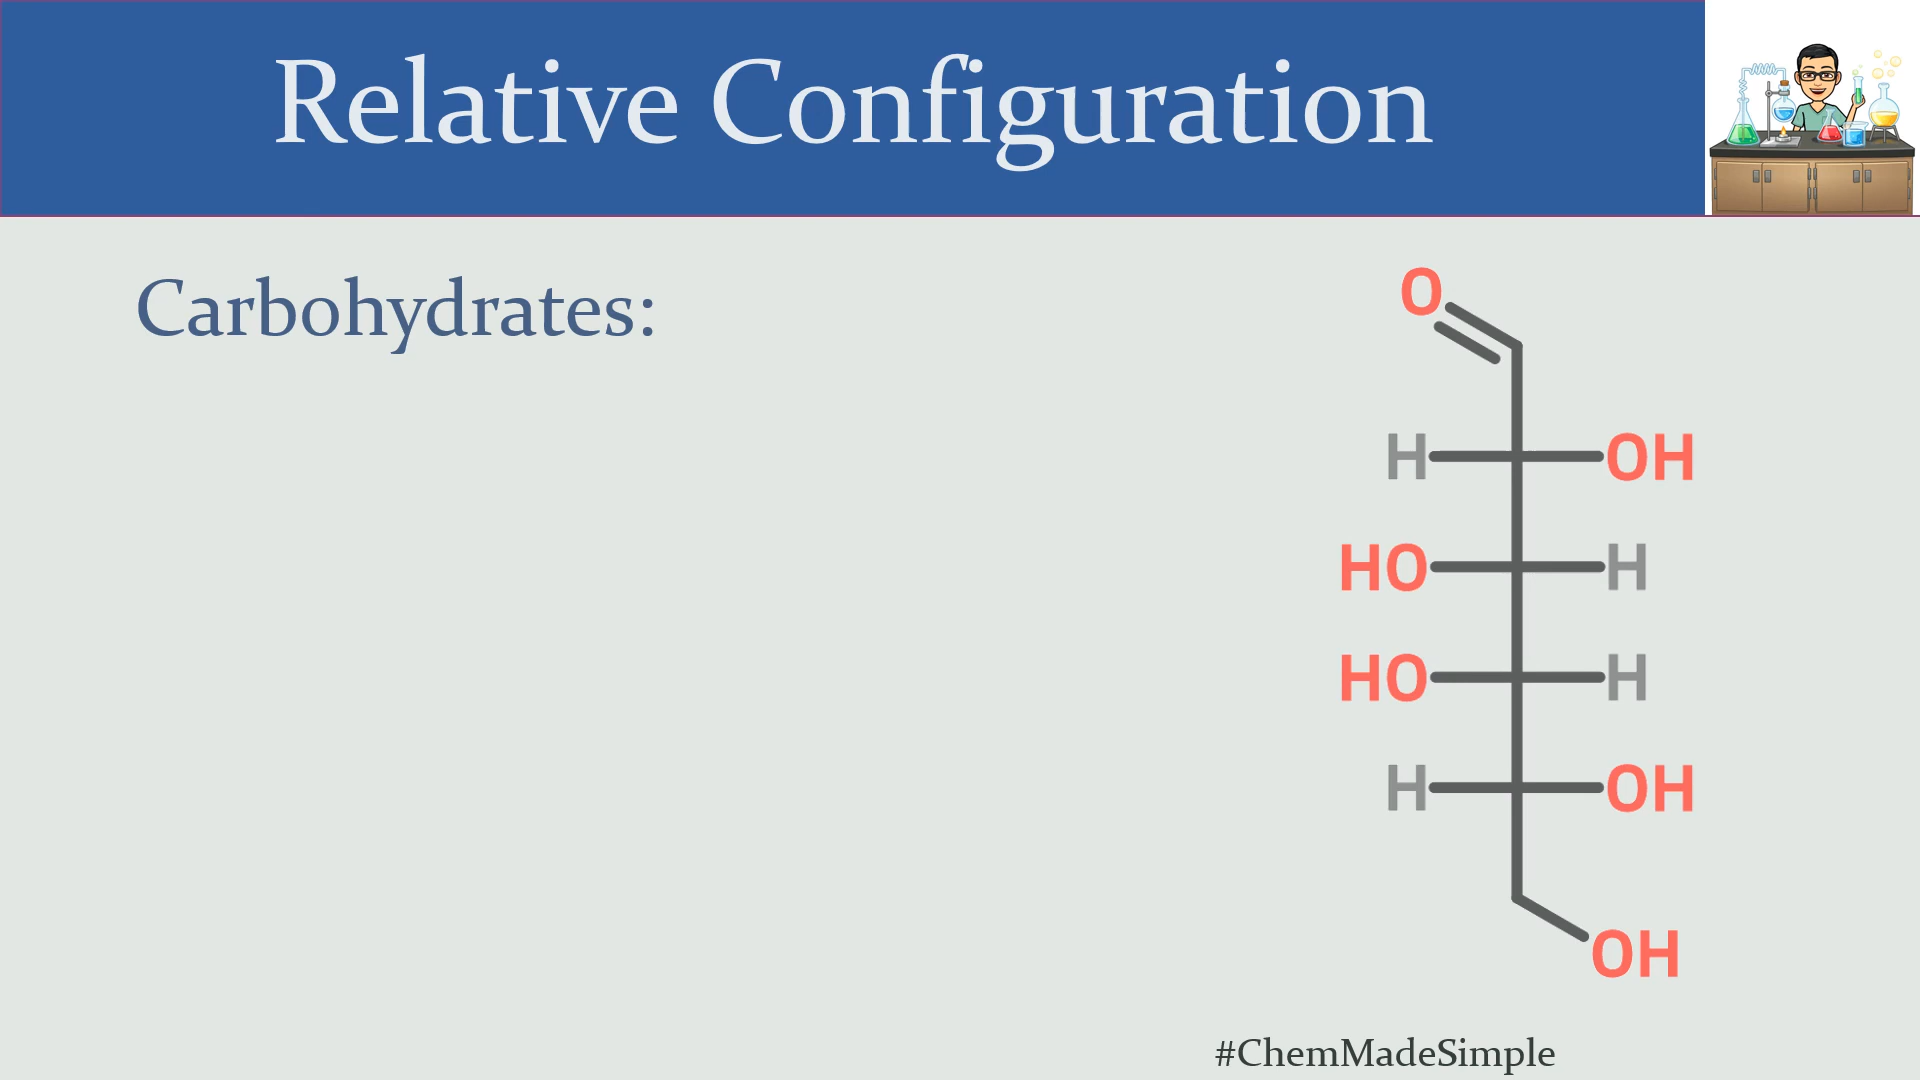 Relative Configuration
Carbohydrates:
O
H OH
HO H
HO H
H OH
OH
#ChemMadeSimple